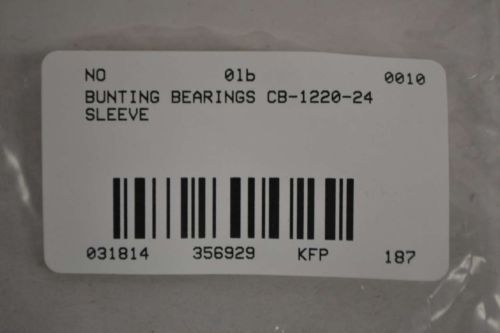 NO 01b 0010
BUNTING BEARINGS CB-1220-24
SLEEVE
031814 356929 KFP 187